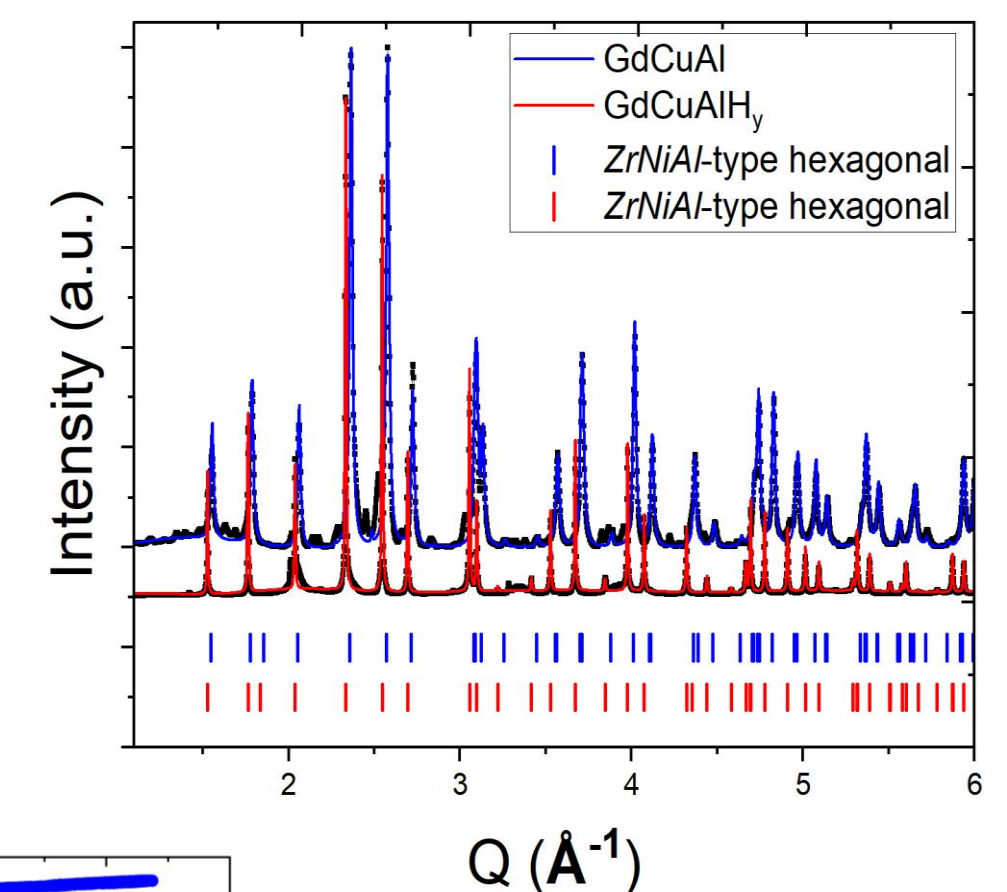 GdCuAl
GdCuAlHy
ZrNiAl-type hexagonal
ZrNiAl-type hexagonal
Intensity (a.u.)
2 3 4 5 6
Q (Å-1)